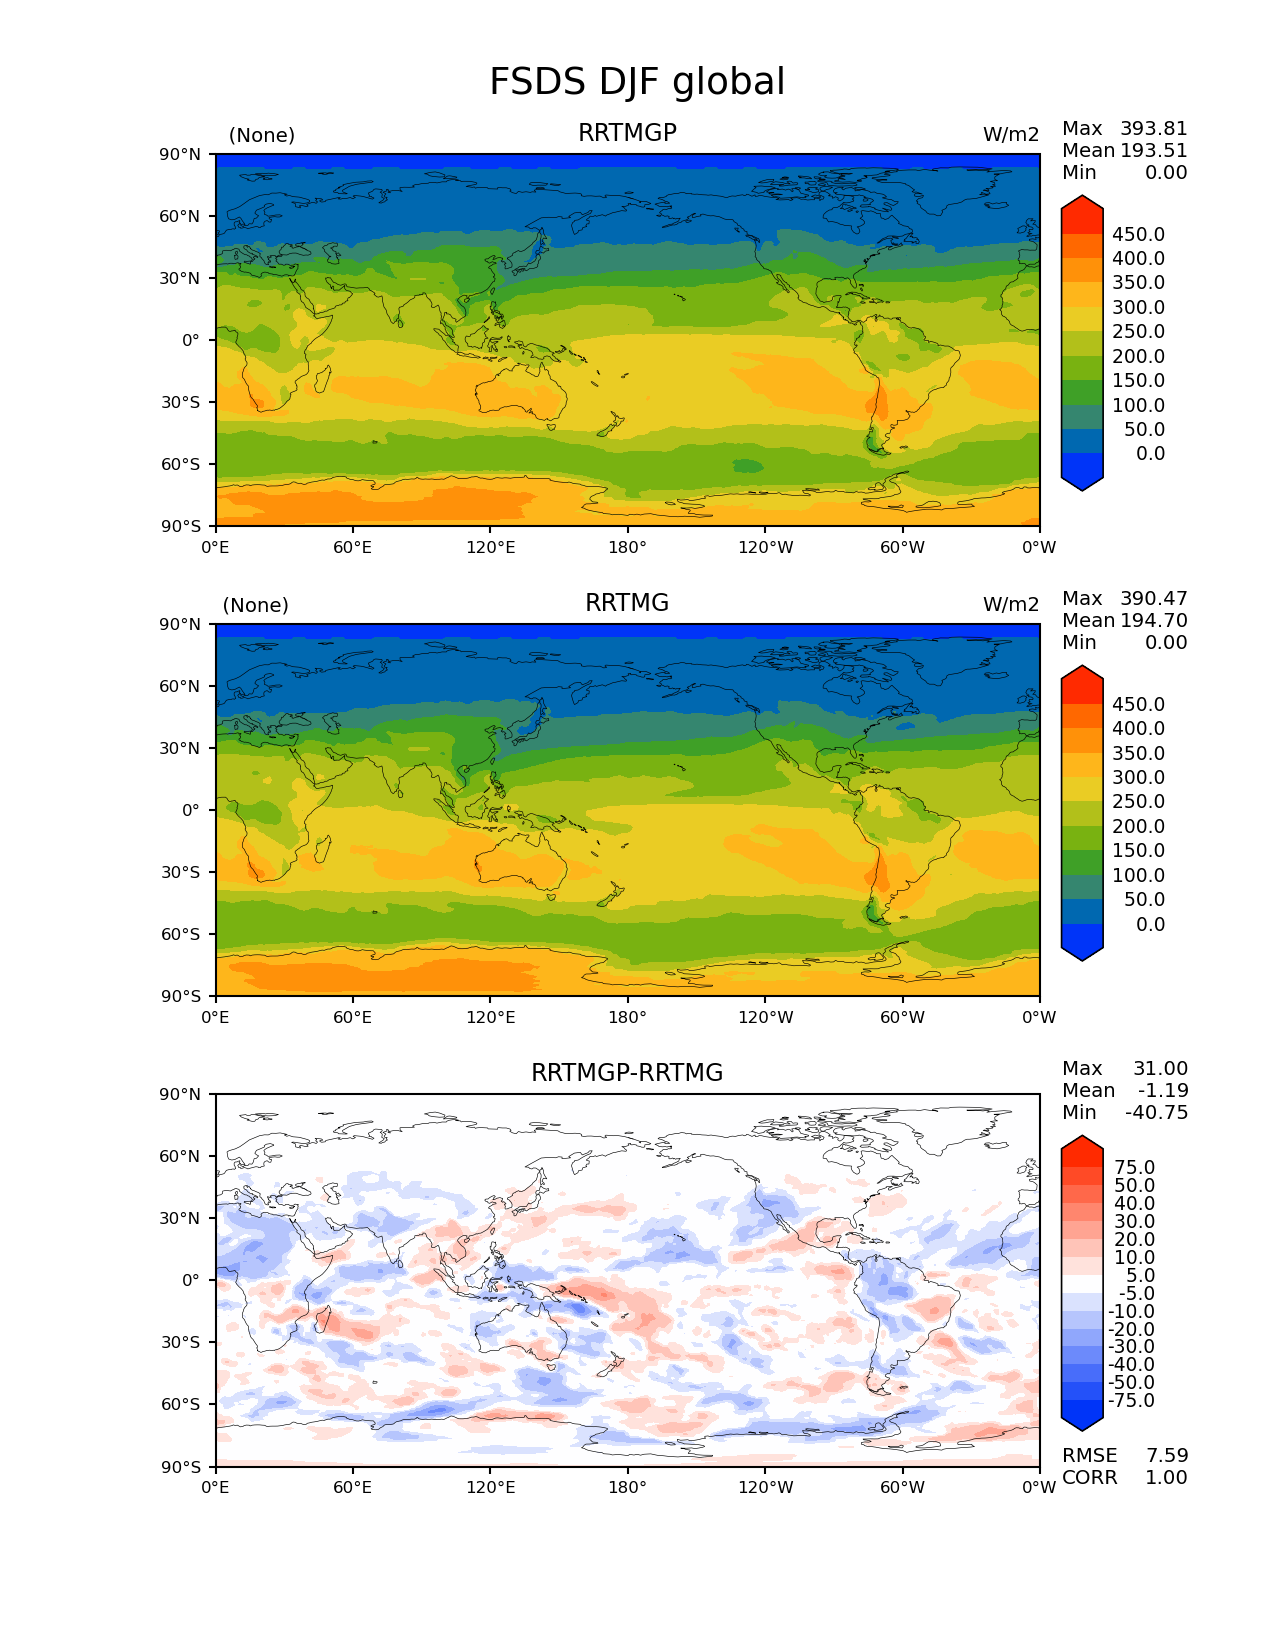 FSDS DJF global
(None) RRTMGP W/m2
Max 393.81
Mean 193.51
Min 0.00
90°N
60°N
30°N
0°
30°S
60°S
90°S
0°E 60°E 120°E 180° 120°W 60°W 0°W
450.0
400.0
350.0
300.0
250.0
200.0
150.0
100.0
50.0
0.0
(None) RRTMG W/m2
Max 390.47
Mean 194.70
Min 0.00
90°N
60°N
30°N
0°
30°S
60°S
90°S
0°E 60°E 120°E 180° 120°W 60°W 0°W
450.0
400.0
350.0
300.0
250.0
200.0
150.0
100.0
50.0
0.0
RRTMGP-RRTMG
Max 31.00
Mean -1.19
Min -40.75
90°N
60°N
30°N
0°
30°S
60°S
90°S
0°E 60°E 120°E 180° 120°W 60°W 0°W
75.0
50.0
40.0
30.0
20.0
10.0
5.0
-5.0
-10.0
-20.0
-30.0
-40.0
-50.0
-75.0
RMSE 7.59
CORR 1.00